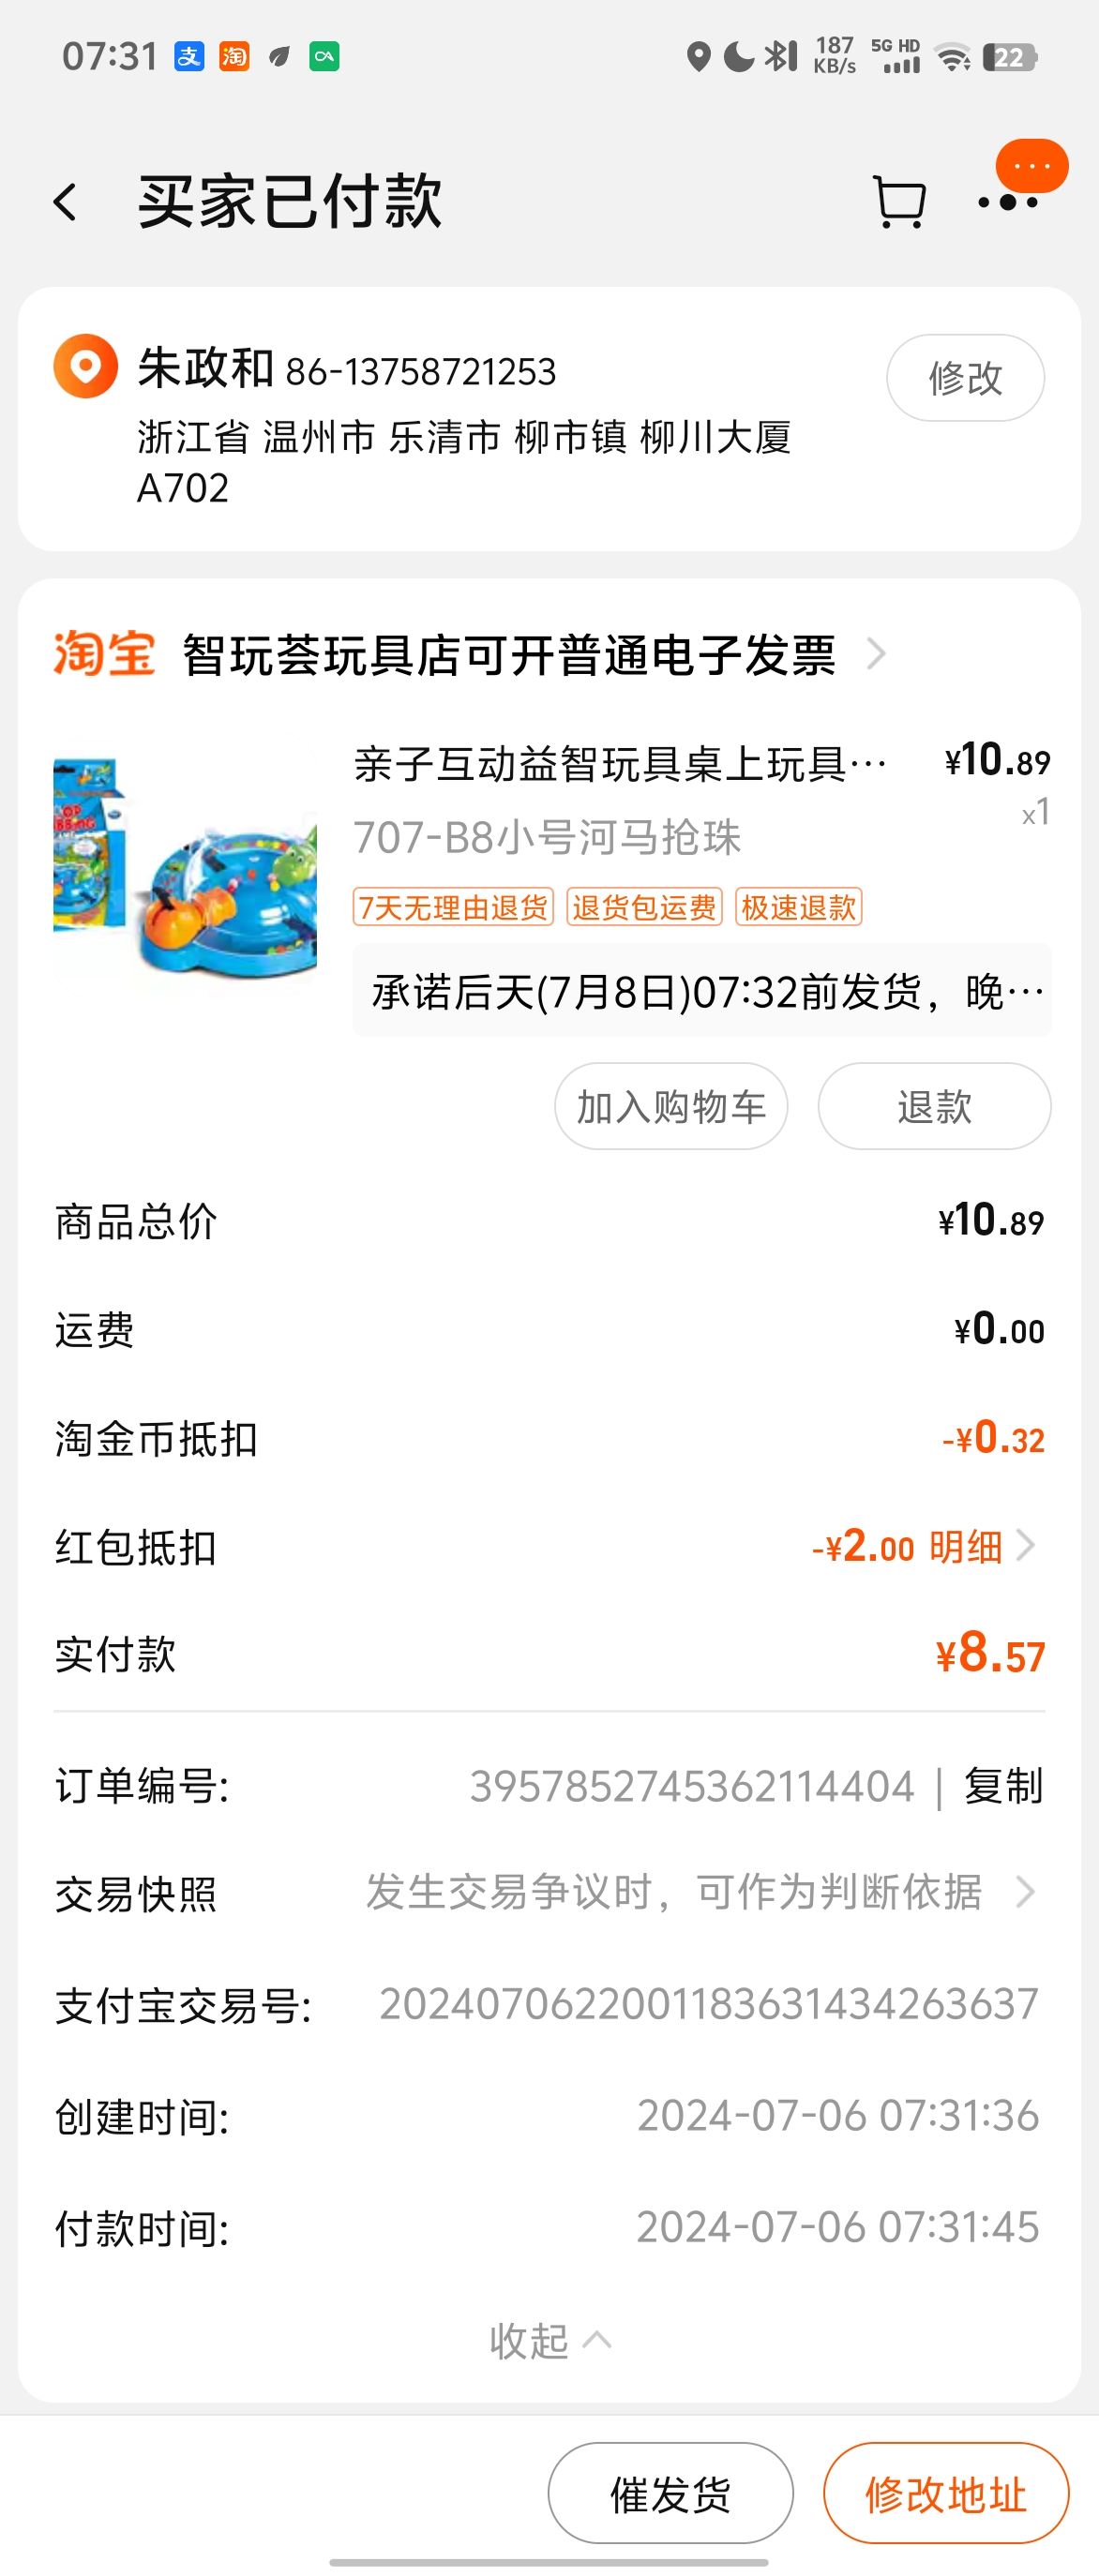 07:31 支 淘 CA 187 KB/s 5G HD 22
买家已付款
朱政和 86-13758721253
修改
浙江省 温州市 乐清市 柳市镇 柳川大厦
A702
淘宝 智玩荟玩具店可开普通电子发票
亲子互动益智玩具桌上玩具… ¥10.89
707-B8小号河马抢珠 x1
7天无理由退货 退货包运费 极速退款
承诺后天(7月8日)07:32前发货，晚…
加入购物车 退款
商品总价 ¥10.89
运费 ¥0.00
淘金币抵扣 -¥0.32
红包抵扣 -¥2.00 明细
实付款 ¥8.57
订单编号: 3957852745362114404 | 复制
交易快照 发生交易争议时，可作为判断依据
支付宝交易号: 2024070622001183631434263637
创建时间: 2024-07-06 07:31:36
付款时间: 2024-07-06 07:31:45
收起
催发货 修改地址